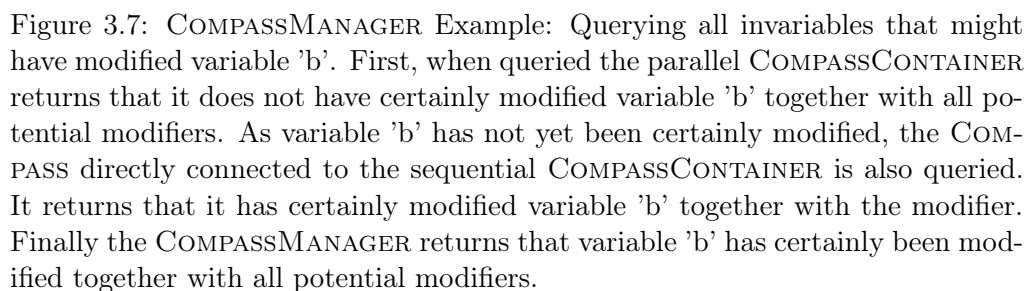 Figure 3.7: COMPASSMANAGER Example: Querying all invariables that might
have modified variable 'b'. First, when queried the parallel COMPASSCONTAINER
returns that it does not have certainly modified variable 'b' together with all po-
tential modifiers. As variable 'b' has not yet been certainly modified, the COM-
PASS directly connected to the sequential COMPASSCONTAINER is also queried.
It returns that it has certainly modified variable 'b' together with the modifier.
Finally the COMPASSMANAGER returns that variable 'b' has certainly been mod-
ified together with all potential modifiers.